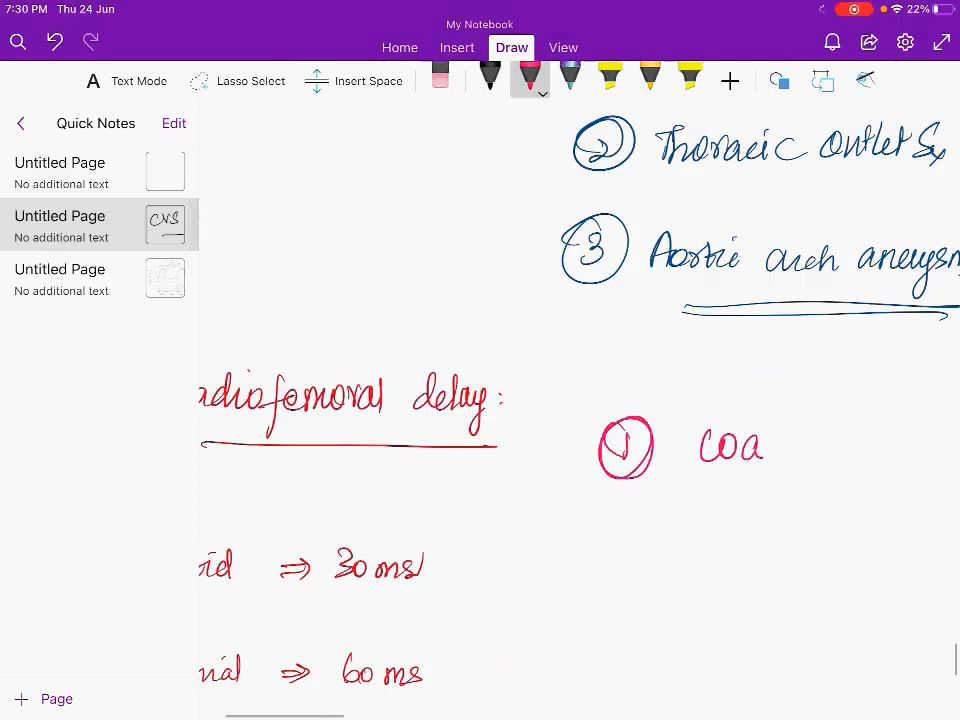 7:30 PM Thu 24 Jun
22%
My Notebook
Home Insert Draw View
Text Mode Lasso Select Insert Space
Quick Notes Edit
Untitled Page
No additional text
Untitled Page
No additional text
CNS
Untitled Page
No additional text
② Thoracic Outlet Sx
③ Aortic arch aneurysm
adiofemoral delay:
① COA
id ⇒ 30 ms
ial ⇒ 60 ms
+ Page